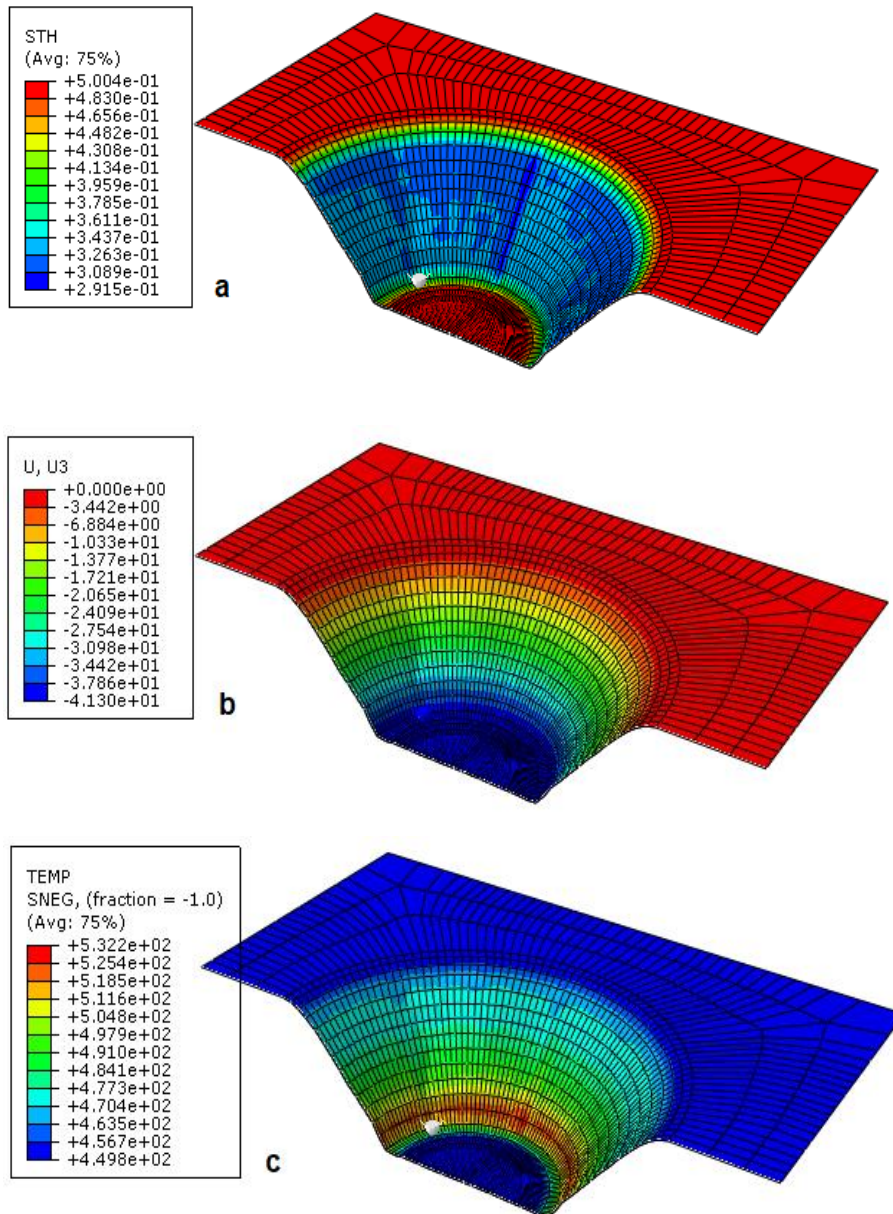 STH
(Avg: 75%)
+5.004e-01
+4.830e-01
+4.656e-01
+4.482e-01
+4.308e-01
+4.134e-01
+3.959e-01
+3.785e-01
+3.611e-01
+3.437e-01
+3.263e-01
+3.089e-01
+2.915e-01
a
U, U3
+0.000e+00
-3.442e+00
-6.884e+00
-1.033e+01
-1.377e+01
-1.721e+01
-2.065e+01
-2.409e+01
-2.754e+01
-3.098e+01
-3.442e+01
-3.786e+01
-4.130e+01
b
TEMP
SNEG, (fraction = -1.0)
(Avg: 75%)
+5.322e+02
+5.254e+02
+5.185e+02
+5.116e+02
+5.048e+02
+4.979e+02
+4.910e+02
+4.841e+02
+4.773e+02
+4.704e+02
+4.635e+02
+4.567e+02
+4.498e+02
c